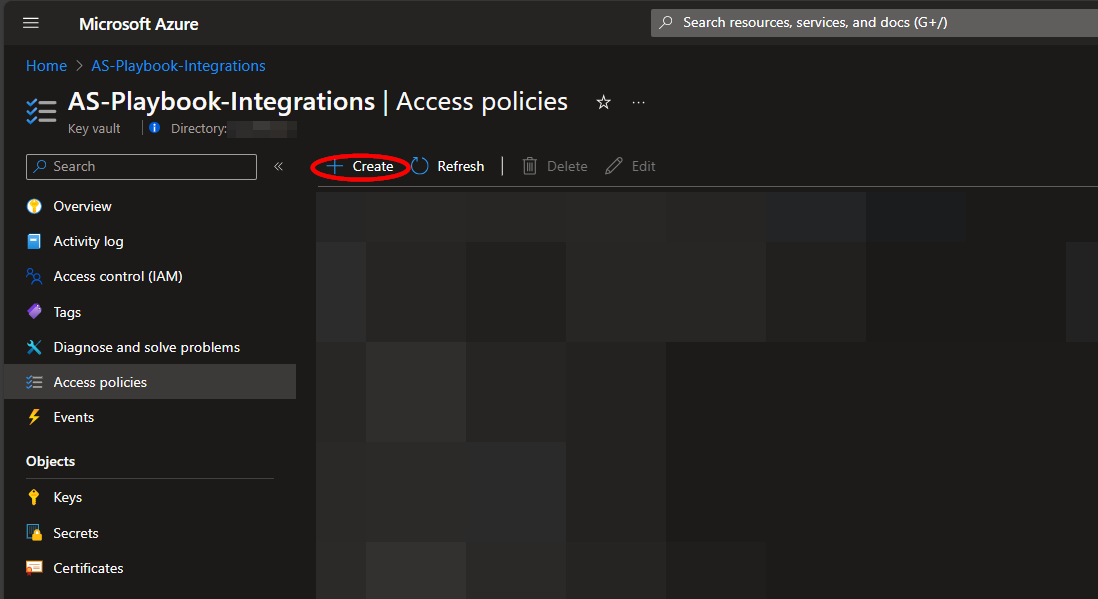 Microsoft Azure
Search resources, services, and docs (G+/)
Home > AS-Playbook-Integrations
AS-Playbook-Integrations | Access policies
Key vault
Directory:
Search
Create
Refresh
Delete
Edit
Overview
Activity log
Access control (IAM)
Tags
Diagnose and solve problems
Access policies
Events
Objects
Keys
Secrets
Certificates